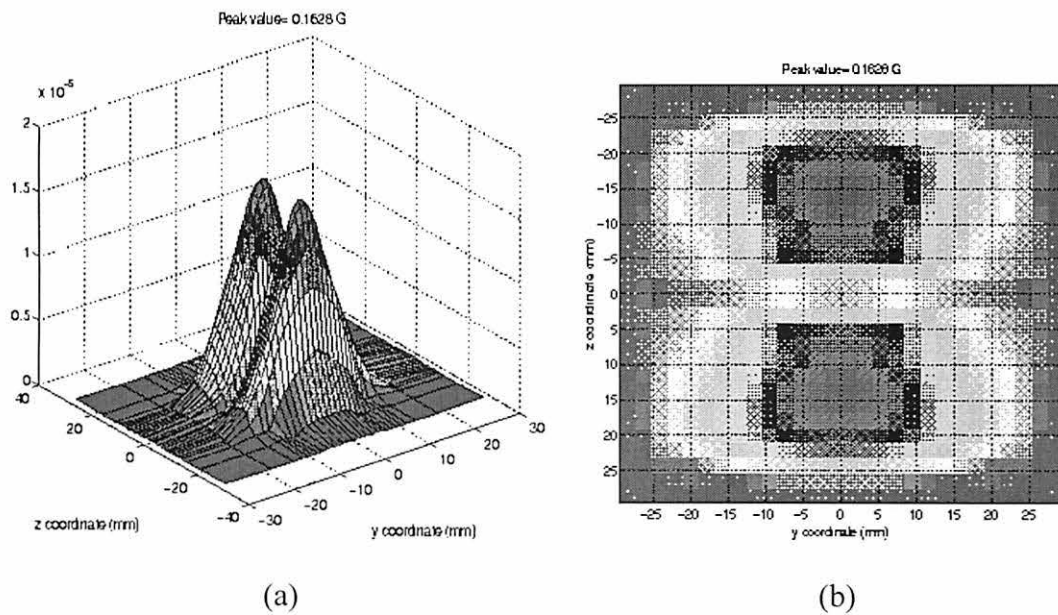 Peak value= 0.1628 G
x 10⁻⁵
2
1.5
1
0.5
0
40
20
0
−20
−40
−30
−20
−10
0
10
20
30
z coordinate (mm)
y coordinate (mm)
(a)
Peak value= 0.1628 G
−25
−20
−15
−10
−5
0
5
10
15
20
25
z coordinate (mm)
−25 −20 −15 −10 −5 0 5 10 15 20 25
y coordinate (mm)
(b)